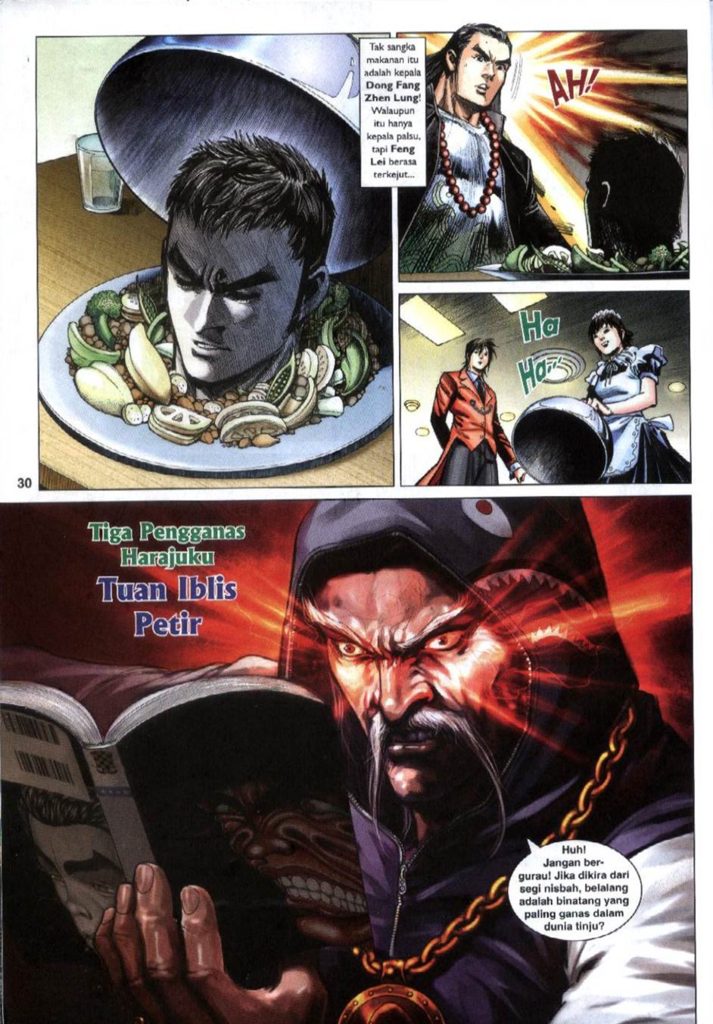 Tak sangka
makanan itu
adalah kepala
Dong Fang
Zhen Lung!
Walaupun
itu hanya
kepala palsu,
tapi Feng
Lei berasa
terkejut...
AH!
Ha
Ha!
30
Tiga Pengganas
Harajuku
Tuan Iblis
Petir
Huh!
Jangan ber-
gurau! Jika dikira dari
segi nisbah, belalang
adalah binatang yang
paling ganas dalam
dunia tinju?